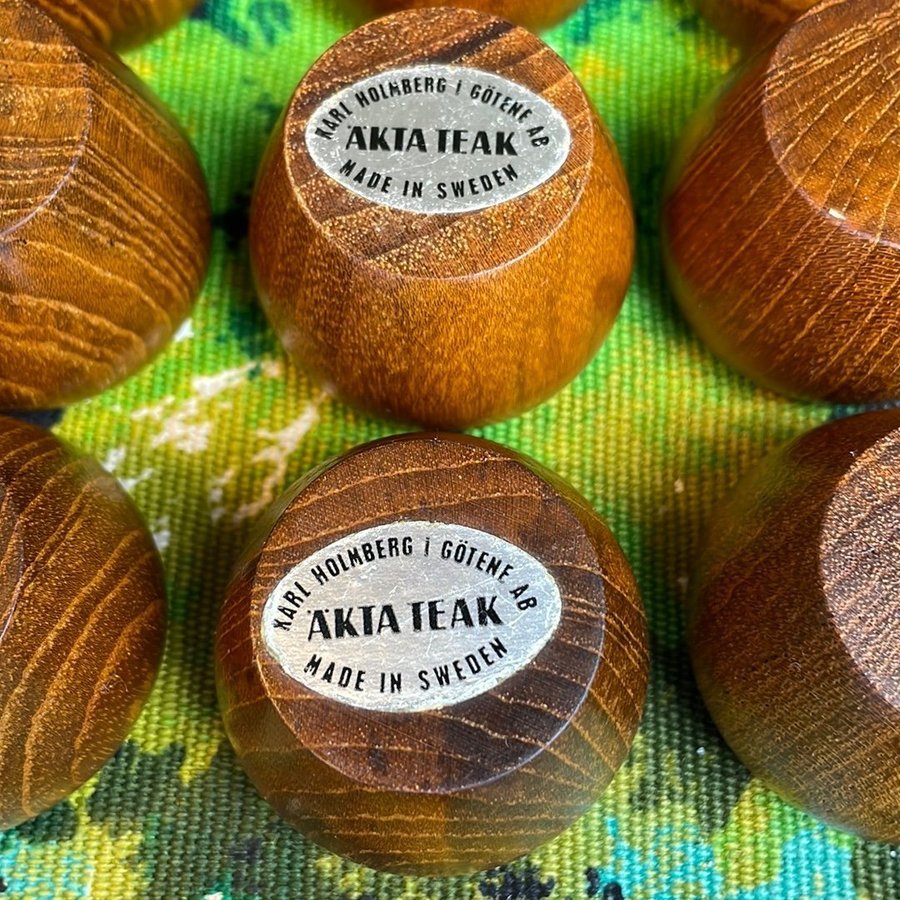 KARL HOLMBERG i GÖTENE AB
ÄKTA TEAK
MADE IN SWEDEN
KARL HOLMBERG i GÖTENE AB
ÄKTA TEAK
MADE IN SWEDEN